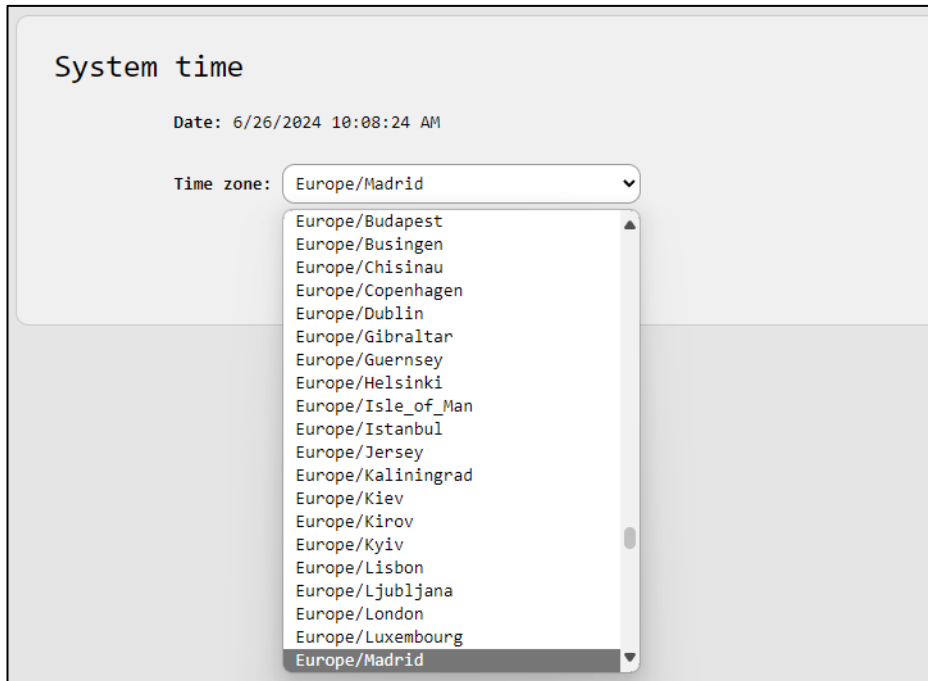 System time
Date: 6/26/2024 10:08:24 AM
Time zone: Europe/Madrid
Europe/Budapest
Europe/Busingen
Europe/Chisinau
Europe/Copenhagen
Europe/Dublin
Europe/Gibraltar
Europe/Guernsey
Europe/Helsinki
Europe/Isle_of_Man
Europe/Istanbul
Europe/Jersey
Europe/Kaliningrad
Europe/Kiev
Europe/Kirov
Europe/Kyiv
Europe/Lisbon
Europe/Ljubljana
Europe/London
Europe/Luxembourg
Europe/Madrid